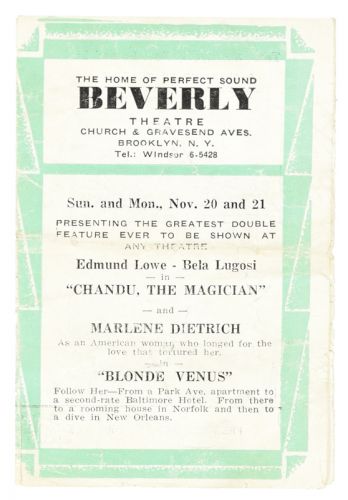 THE HOME OF PERFECT SOUND
BEVERLY
THEATRE
CHURCH & GRAVESEND AVES.
BROOKLYN, N. Y.
Tel.: WIndsor 6-5428
Sun. and Mon., Nov. 20 and 21
PRESENTING THE GREATEST DOUBLE
FEATURE EVER TO BE SHOWN AT
ANY THEATRE
Edmund Lowe - Bela Lugosi
— in —
"CHANDU, THE MAGICIAN"
— and —
MARLENE DIETRICH
As an American woman who longed for the
love that tortured her.
— in —
"BLONDE VENUS"
Follow Her—From a Park Ave. apartment to
a second-rate Baltimore Hotel. From there
to a rooming house in Norfolk and then to
a dive in New Orleans.